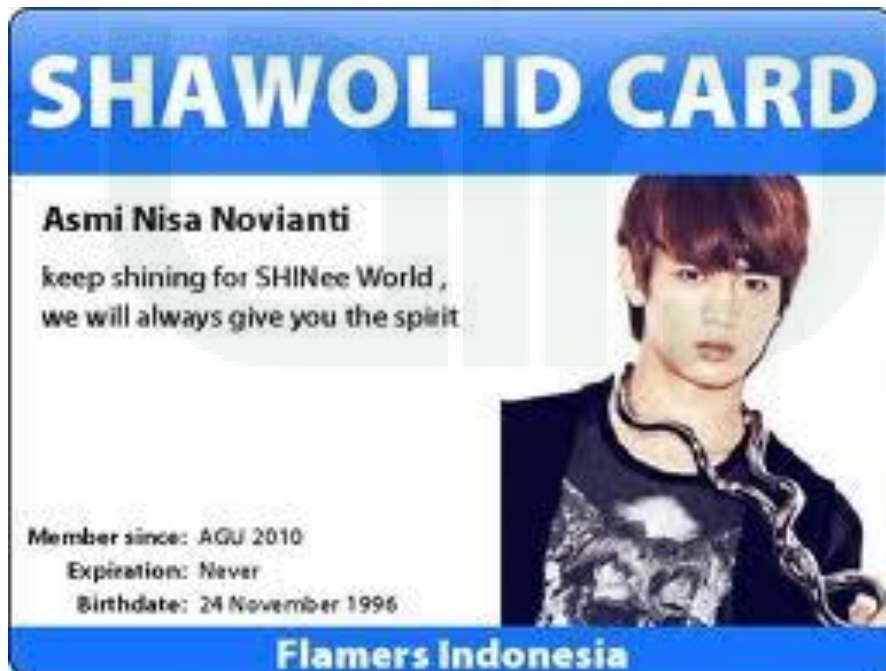 SHAWOL ID CARD
Asmi Nisa Novianti
keep shining for SHINee World ,
we will always give you the spirit
Member since: AGU 2010
Expiration: Never
Birthdate: 24 November 1996
Flamers Indonesia